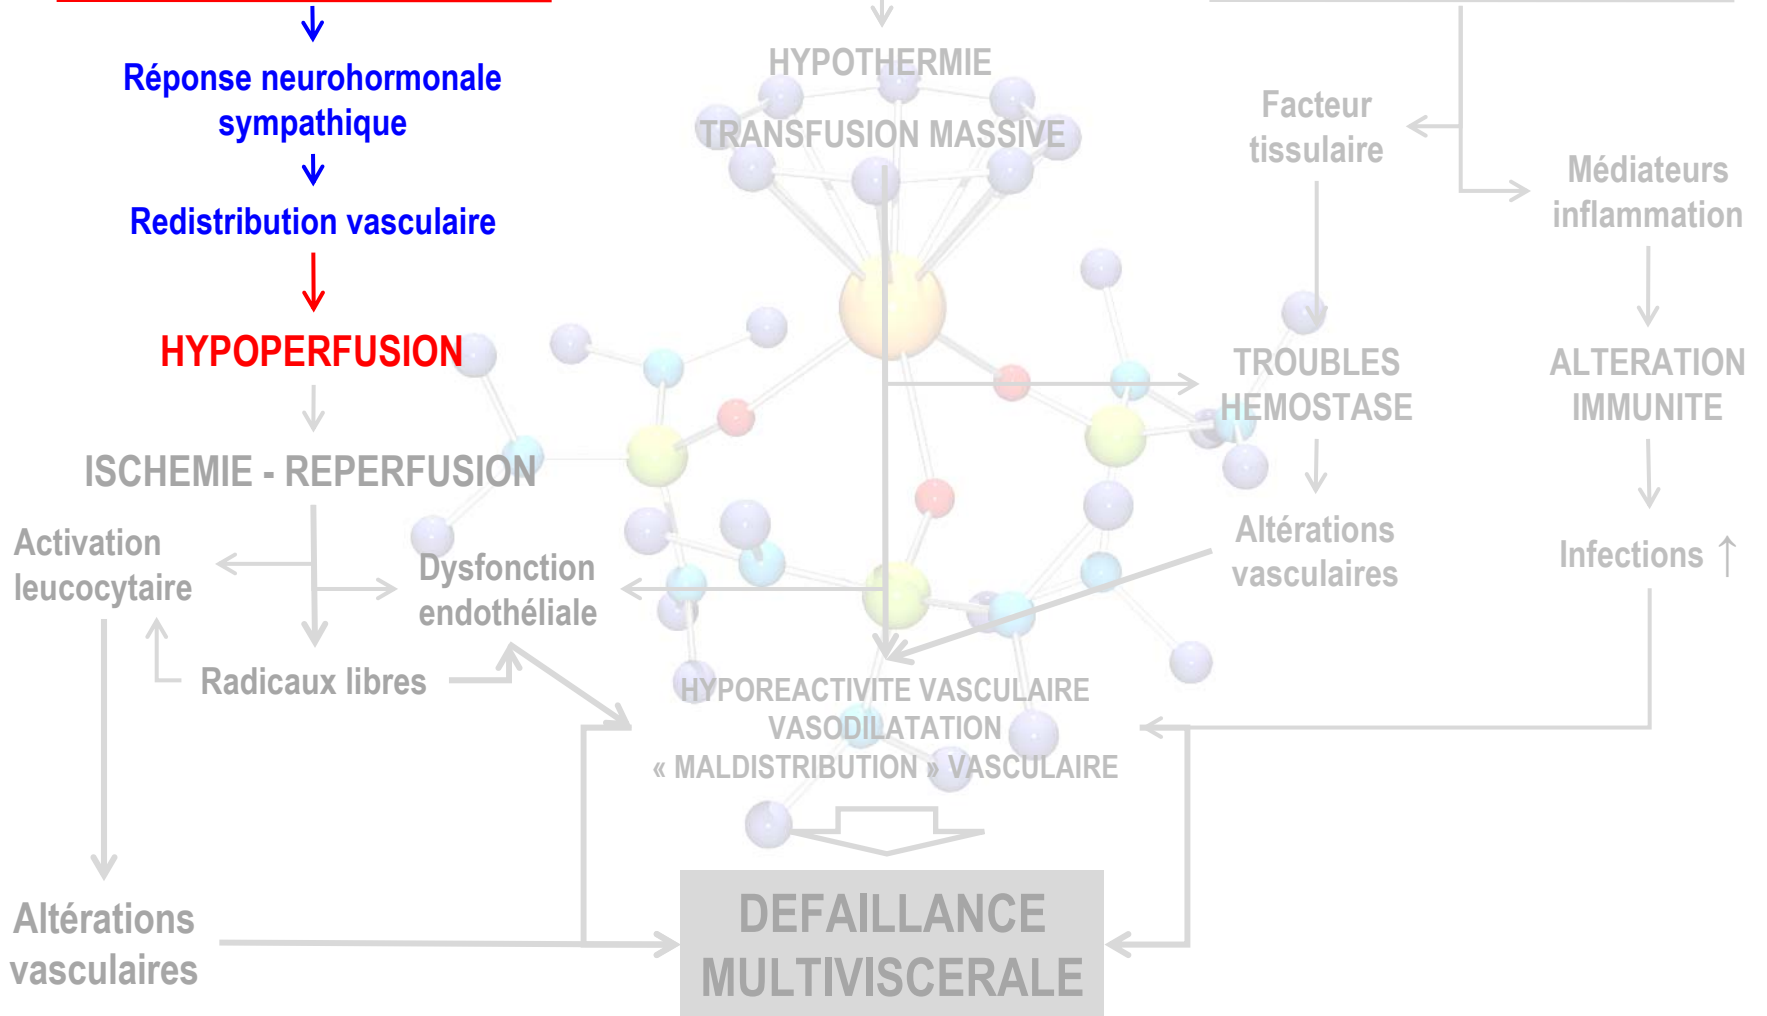 Réponse neurohormonale
sympathique
Redistribution vasculaire
HYPOPERFUSION
ISCHEMIE - REPERFUSION
Activation
leucocytaire
Dysfonction
endothéliale
Radicaux libres
Altérations
vasculaires
HYPOTHERMIE
TRANSFUSION MASSIVE
Facteur
tissulaire
Médiateurs
inflammation
TROUBLES
HEMOSTASE
ALTERATION
IMMUNITE
Altérations
vasculaires
Infections ↑
HYPOREACTIVITE VASCULAIRE
VASODILATATION
« MALDISTRIBUTION » VASCULAIRE
DEFAILLANCE
MULTIVISCERALE